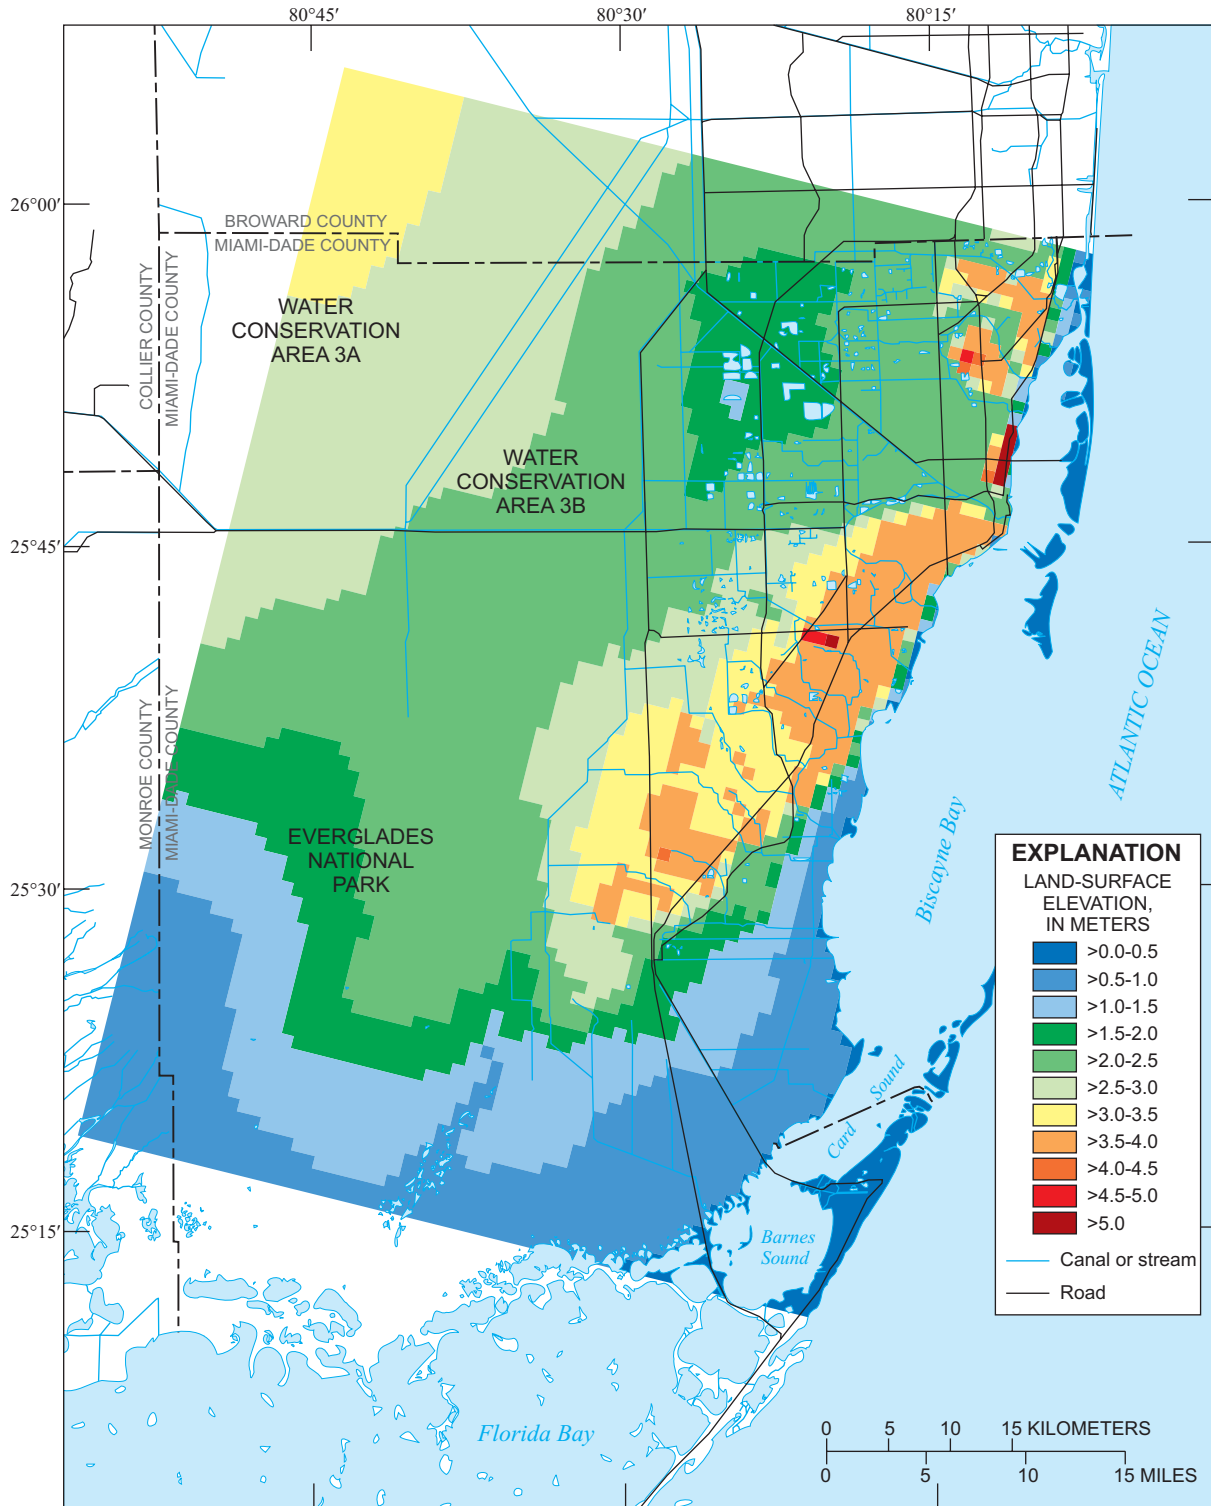 80°45′ 80°30′ 80°15′
26°00′
25°45′
25°30′
25°15′
BROWARD COUNTY
MIAMI-DADE COUNTY
COLLIER COUNTY
MIAMI-DADE COUNTY
WATER
CONSERVATION
AREA 3A
WATER
CONSERVATION
AREA 3B
MONROE COUNTY
MIAMI-DADE COUNTY
EVERGLADES
NATIONAL
PARK
ATLANTIC OCEAN
Biscayne Bay
Card Sound
Barnes
Sound
Florida Bay
EXPLANATION
LAND-SURFACE
ELEVATION,
IN METERS
>0.0-0.5
>0.5-1.0
>1.0-1.5
>1.5-2.0
>2.0-2.5
>2.5-3.0
>3.0-3.5
>3.5-4.0
>4.0-4.5
>4.5-5.0
>5.0
Canal or stream
Road
0 5 10 15 KILOMETERS
0 5 10 15 MILES